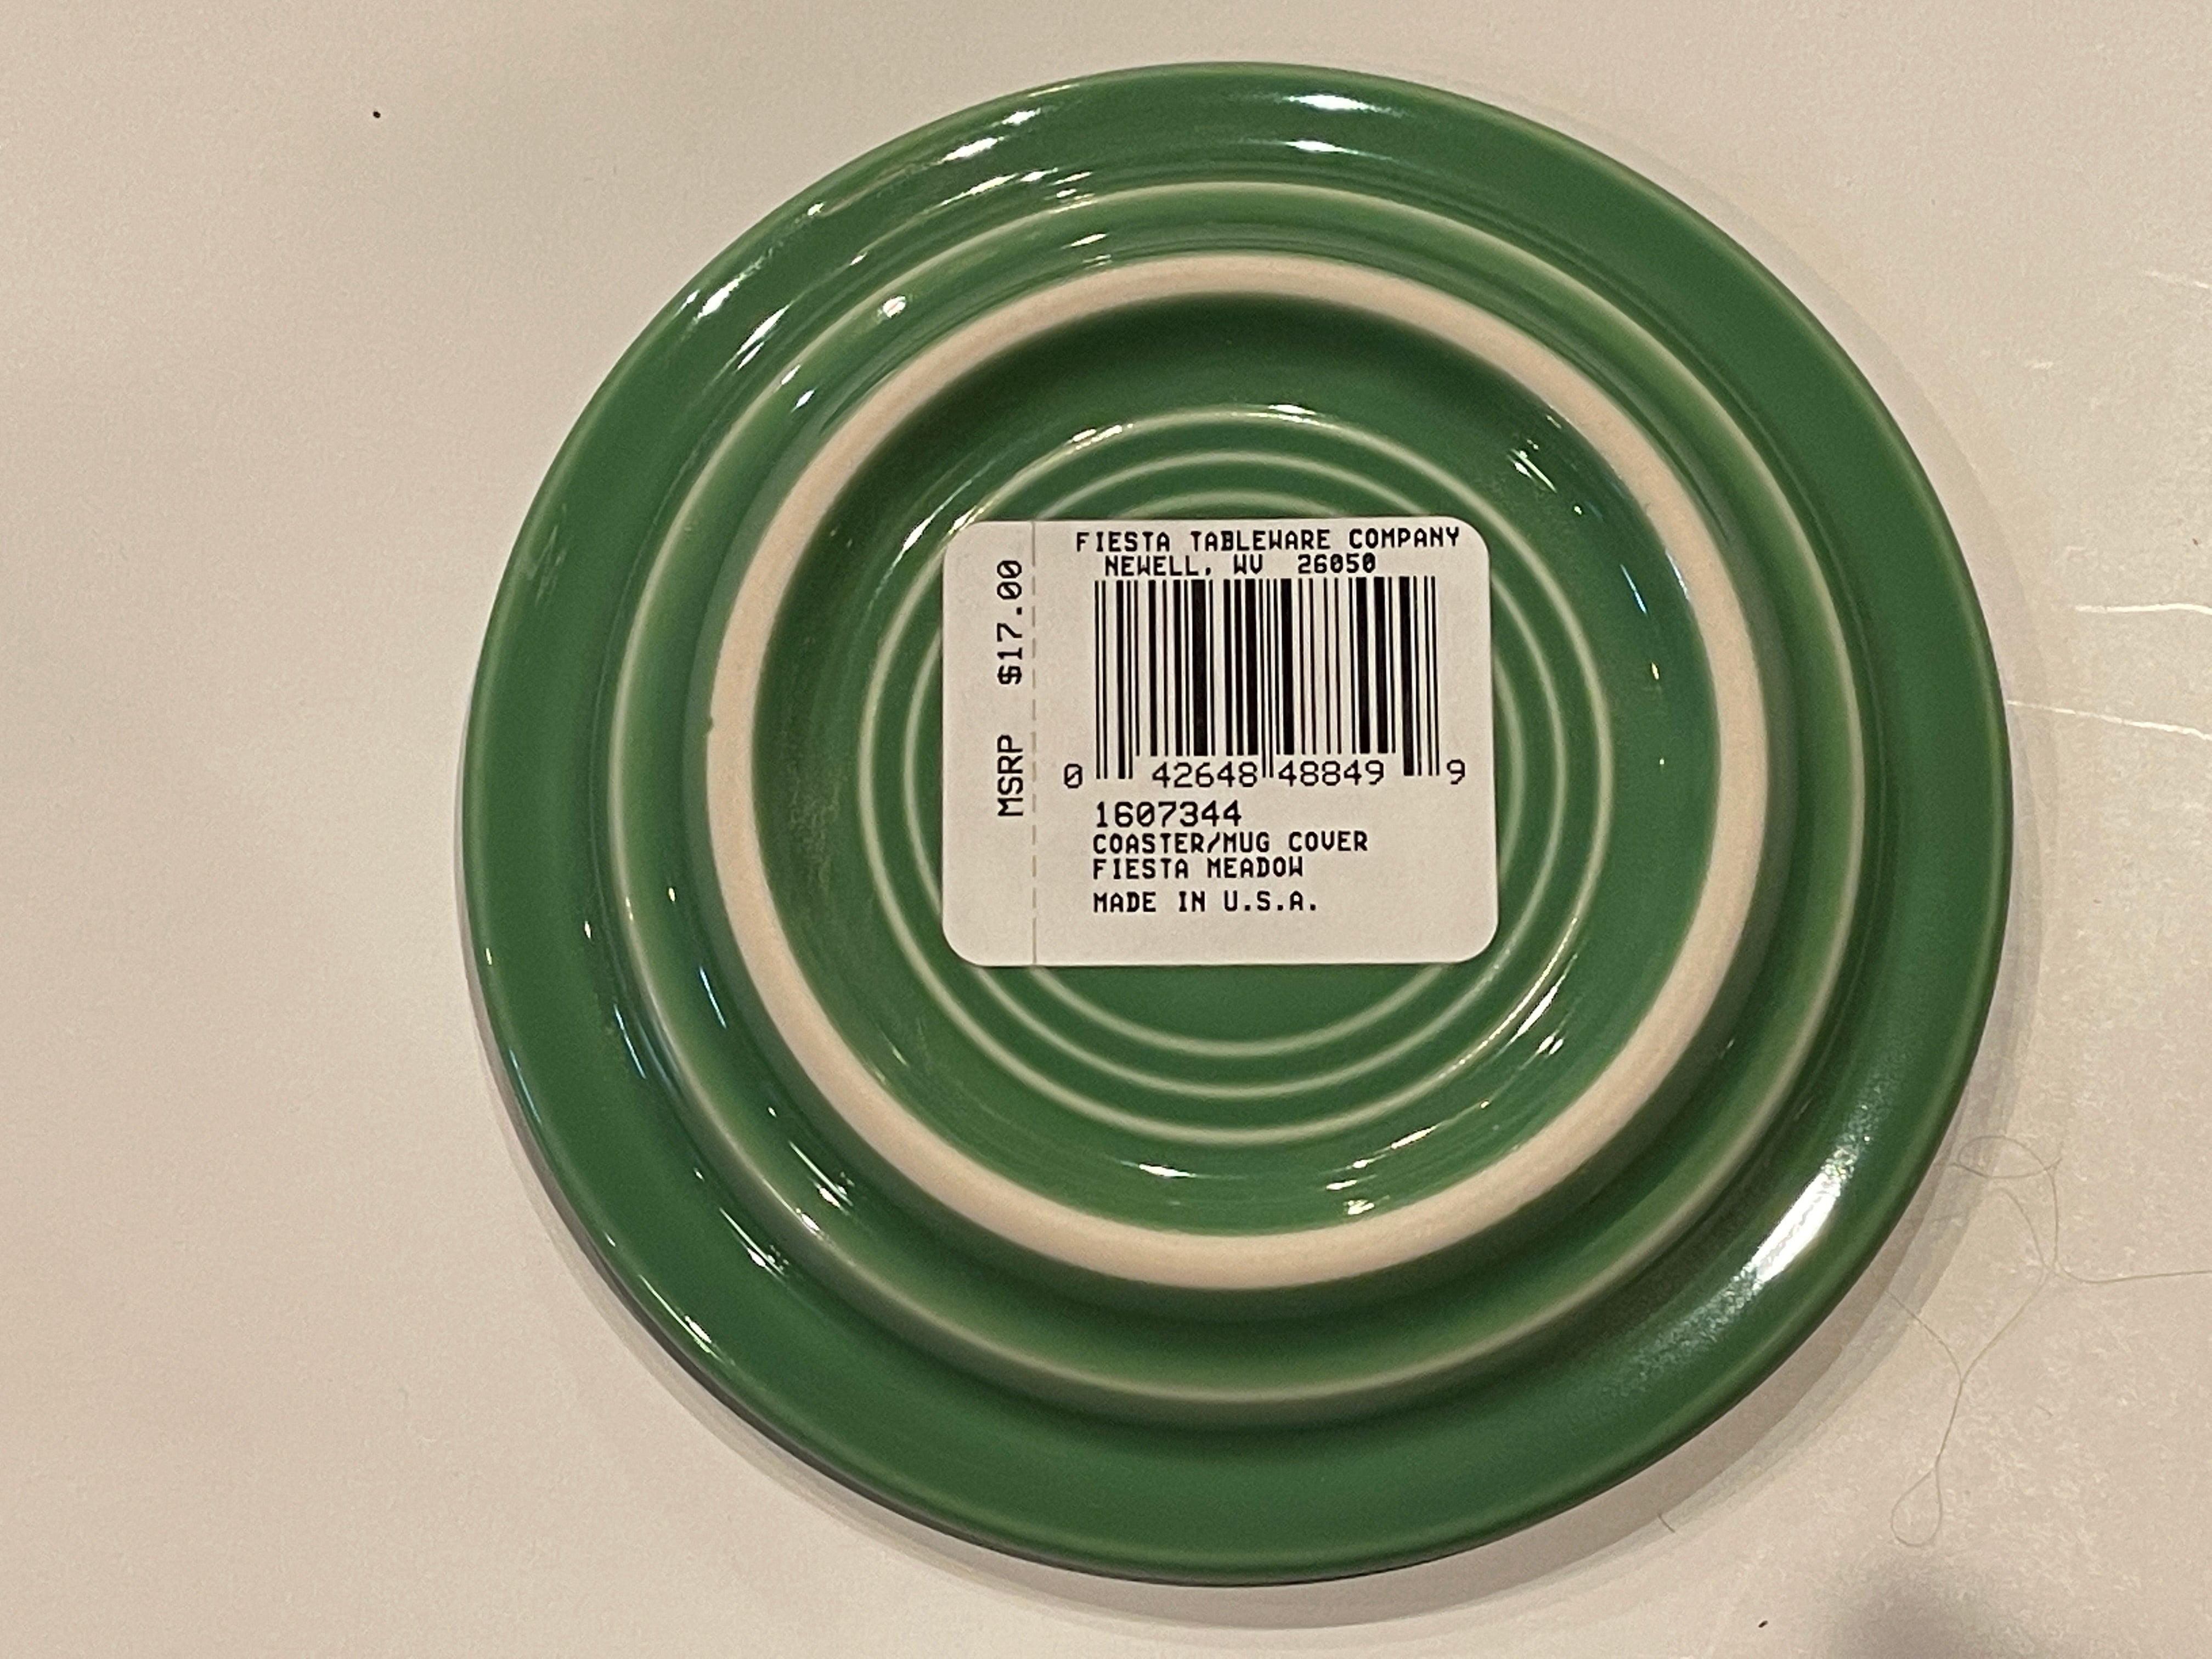 FIESTA TABLEWARE COMPANY
NEWELL, WV 26050
MSRP $17.00
0 42648 48849 9
1607344
COASTER/MUG COVER
FIESTA MEADOW
MADE IN U.S.A.